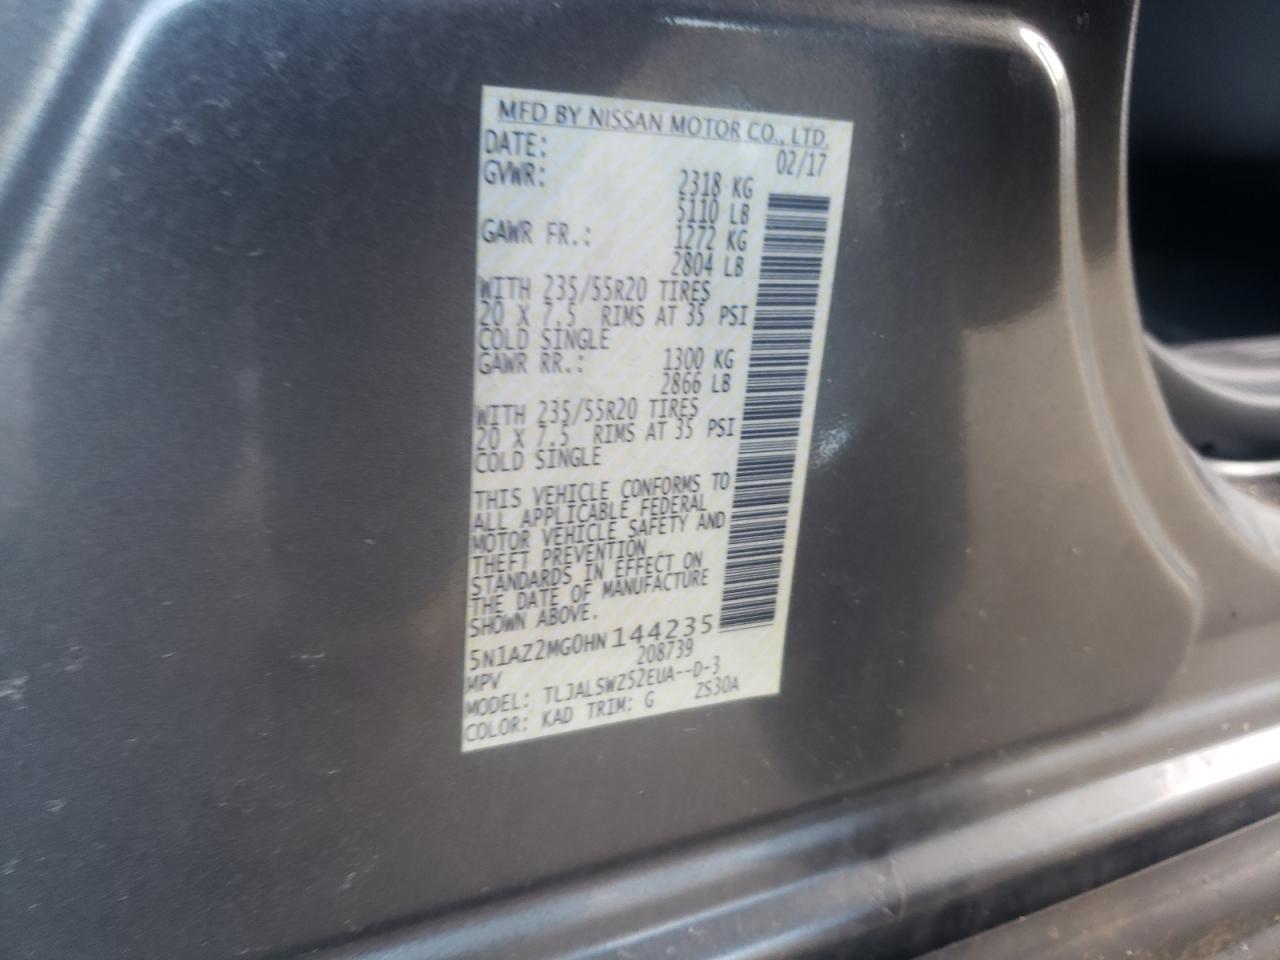 MFD BY NISSAN MOTOR CO., LTD.
DATE: 02/17
GVWR: 2318 KG
5110 LB
GAWR FR.: 1272 KG
2804 LB
WITH 235/55R20 TIRES
20 X 7.5 RIMS AT 35 PSI
COLD SINGLE
GAWR RR.: 1300 KG
2866 LB
WITH 235/55R20 TIRES
20 X 7.5 RIMS AT 35 PSI
COLD SINGLE
THIS VEHICLE CONFORMS TO
ALL APPLICABLE FEDERAL
MOTOR VEHICLE SAFETY AND
THEFT PREVENTION
STANDARDS IN EFFECT ON
THE DATE OF MANUFACTURE
SHOWN ABOVE.
5N1AZ2MG0HN144235
208739
MPV
MODEL: TLJALSWZ52EUA--D-3
COLOR: KAD TRIM: G ZS30A